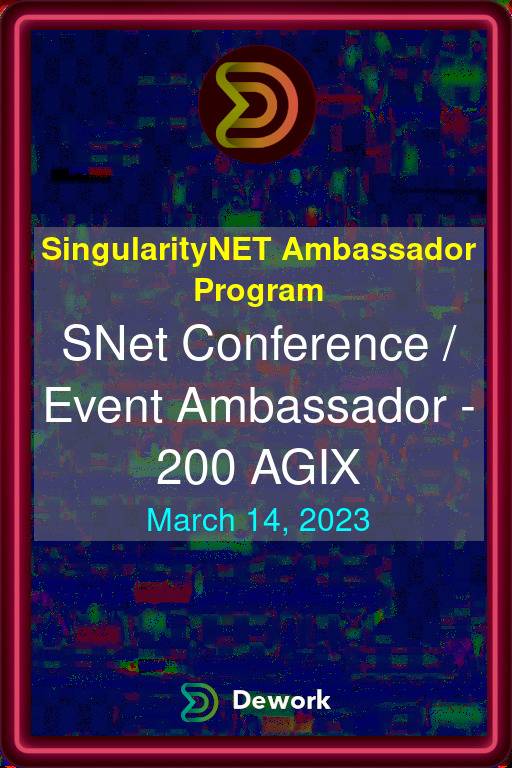 SingularityNET Ambassador
Program
SNet Conference /
Event Ambassador -
200 AGIX
March 14, 2023
Dework